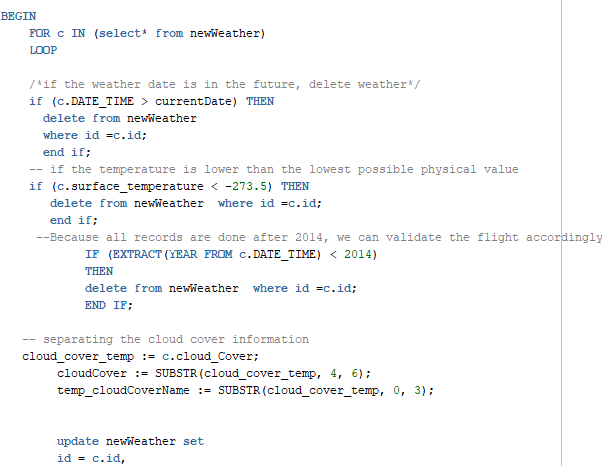 BEGIN
FOR c IN (select* from newWeather)
LOOP
/*if the weather date is in the future, delete weather*/
if (c.DATE_TIME > currentDate) THEN
delete from newWeather
where id =c.id;
end if;
-- if the temperature is lower than the lowest possible physical value
if (c.surface_temperature < -273.5) THEN
delete from newWeather  where id =c.id;
end if;
--Because all records are done after 2014, we can validate the flight accordingly
IF (EXTRACT(YEAR FROM c.DATE_TIME) < 2014)
THEN
delete from newWeather  where id =c.id;
END IF;
-- separating the cloud cover information
cloud_cover_temp := c.cloud_Cover;
cloudCover := SUBSTR(cloud_cover_temp, 4, 6);
temp_cloudCoverName := SUBSTR(cloud_cover_temp, 0, 3);
update newWeather set
id = c.id,